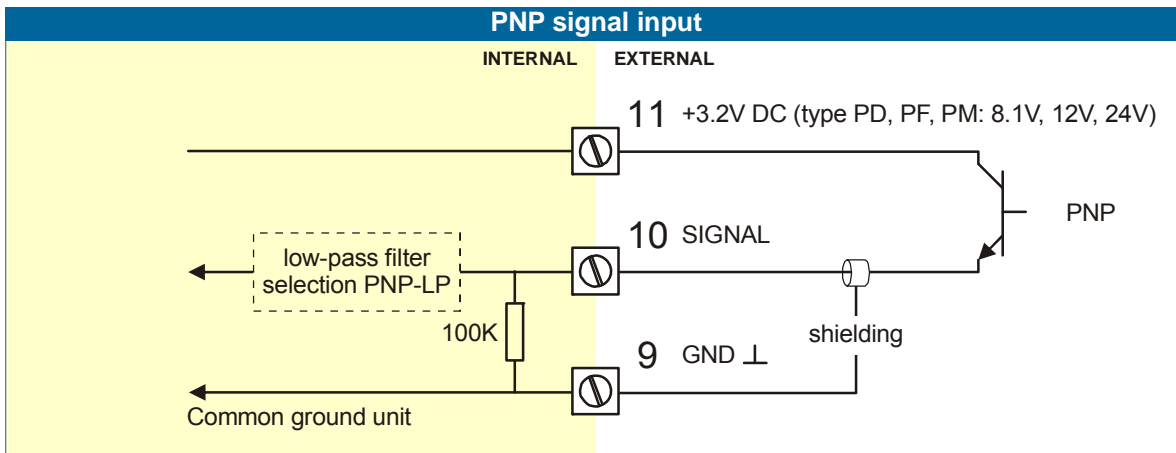 PNP signal input
INTERNAL
EXTERNAL
11 +3.2V DC (type PD, PF, PM: 8.1V, 12V, 24V)
PNP
10 SIGNAL
low-pass filter
selection PNP-LP
100K
shielding
9 GND ⊥
Common ground unit